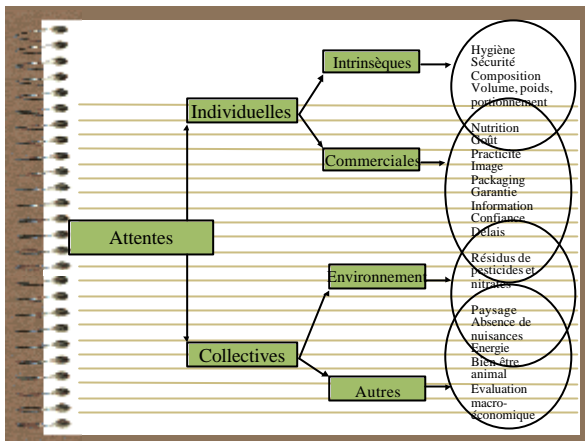 Intrinsèques
Hygiène
Sécurité
Composition
Volume, poids,
portionnement
Individuelles
Commerciales
Nutrition
Goût
Practicité
Image
Packaging
Garantie
Information
Confiance
Délais
Attentes
Environnement
Résidus de
pesticides et
nitrates
Collectives
Paysage
Absence de
nuisances
Energie
Bien être
animal
Autres
Evaluation
macro-
économique